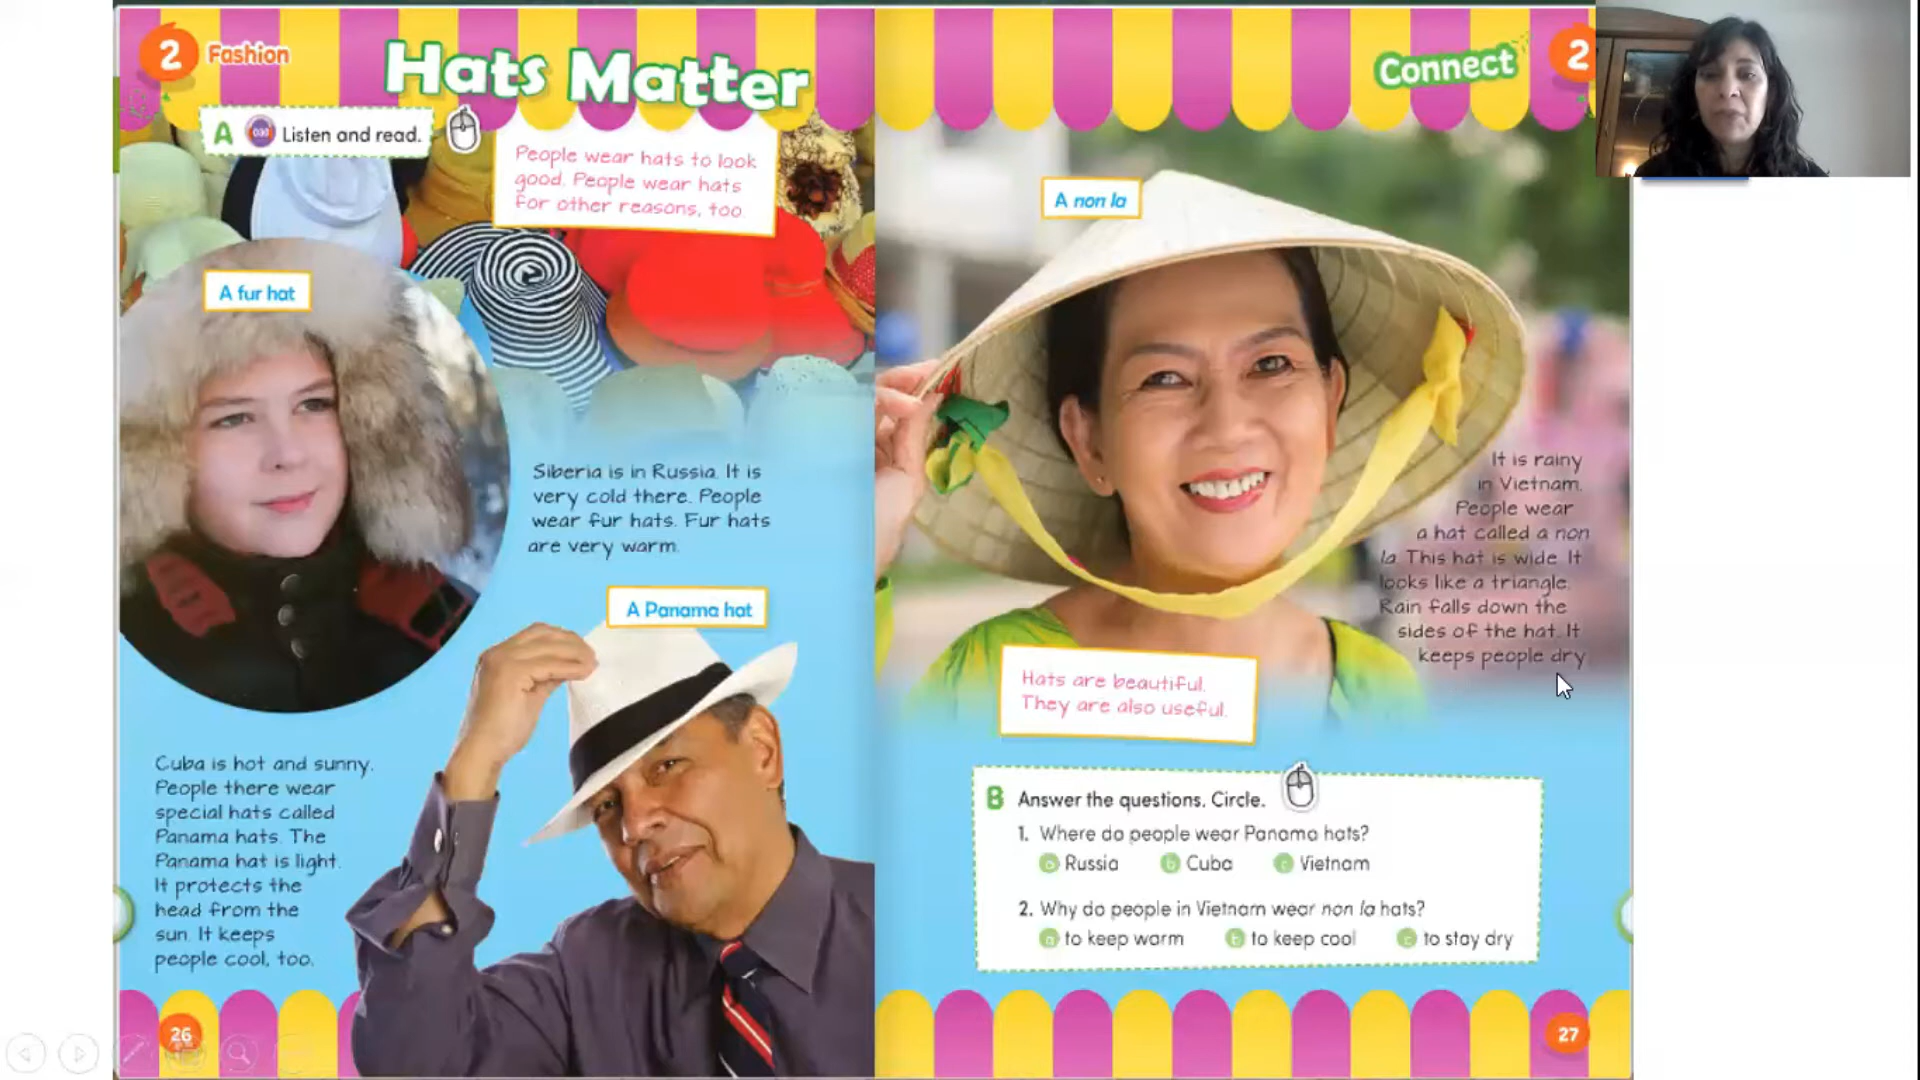 2 Fashion
Hats Matter
A 030 Listen and read.
People wear hats to look
good. People wear hats
for other reasons, too.
A fur hat
Siberia is in Russia. It is
very cold there. People
wear fur hats. Fur hats
are very warm.
A Panama hat
Cuba is hot and sunny.
People there wear
special hats called
Panama hats. The
Panama hat is light.
It protects the
head from the
sun. It keeps
people cool, too.
26
Connect 2
A non la
It is rainy
in Vietnam.
People wear
a hat called a non
la. This hat is wide. It
looks like a triangle.
Rain falls down the
sides of the hat. It
keeps people dry
Hats are beautiful.
They are also useful.
B Answer the questions. Circle.
1. Where do people wear Panama hats?
a Russia b Cuba c Vietnam
2. Why do people in Vietnam wear non la hats?
a to keep warm b to keep cool c to stay dry
27